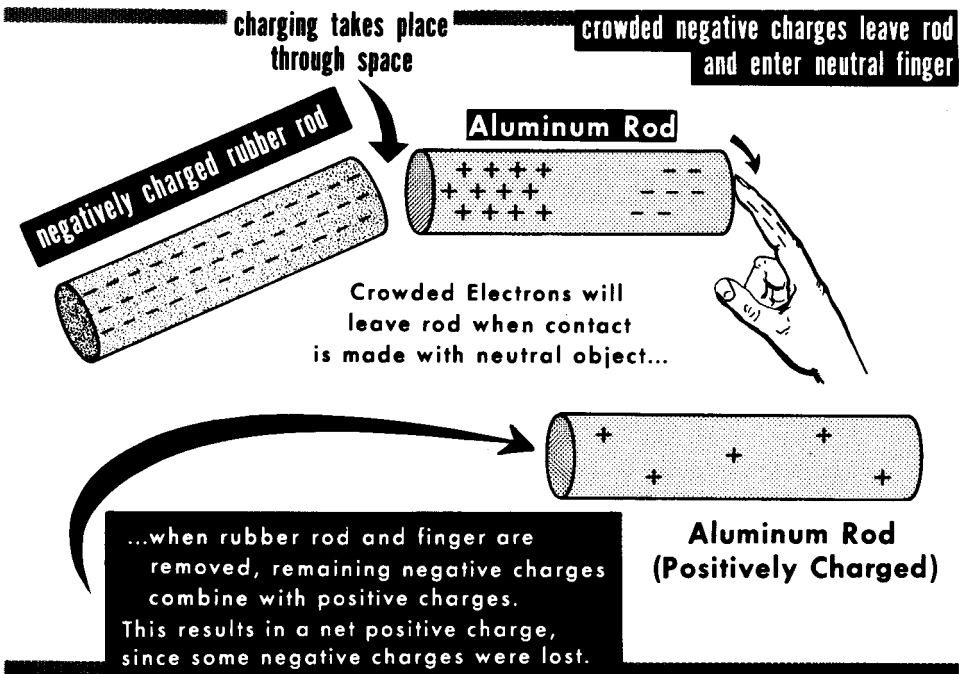 charging takes place
through space
crowded negative charges leave rod
and enter neutral finger
negatively charged rubber rod
Aluminum Rod
Crowded Electrons will
leave rod when contact
is made with neutral object...
...when rubber rod and finger are
removed, remaining negative charges
combine with positive charges.
This results in a net positive charge,
since some negative charges were lost.
Aluminum Rod
(Positively Charged)